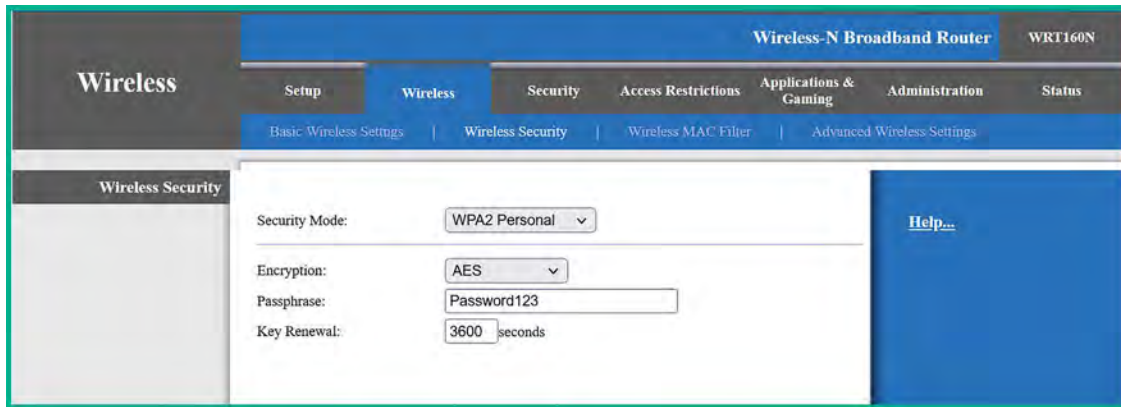 Wireless-N Broadband Router WRT160N
Wireless
Setup Wireless Security Access Restrictions Applications & Gaming Administration Status
Basic Wireless Settings | Wireless Security | Wireless MAC Filter | Advanced Wireless Settings
Wireless Security
Security Mode: WPA2 Personal
Help...
Encryption: AES
Passphrase: Password123
Key Renewal: 3600 seconds